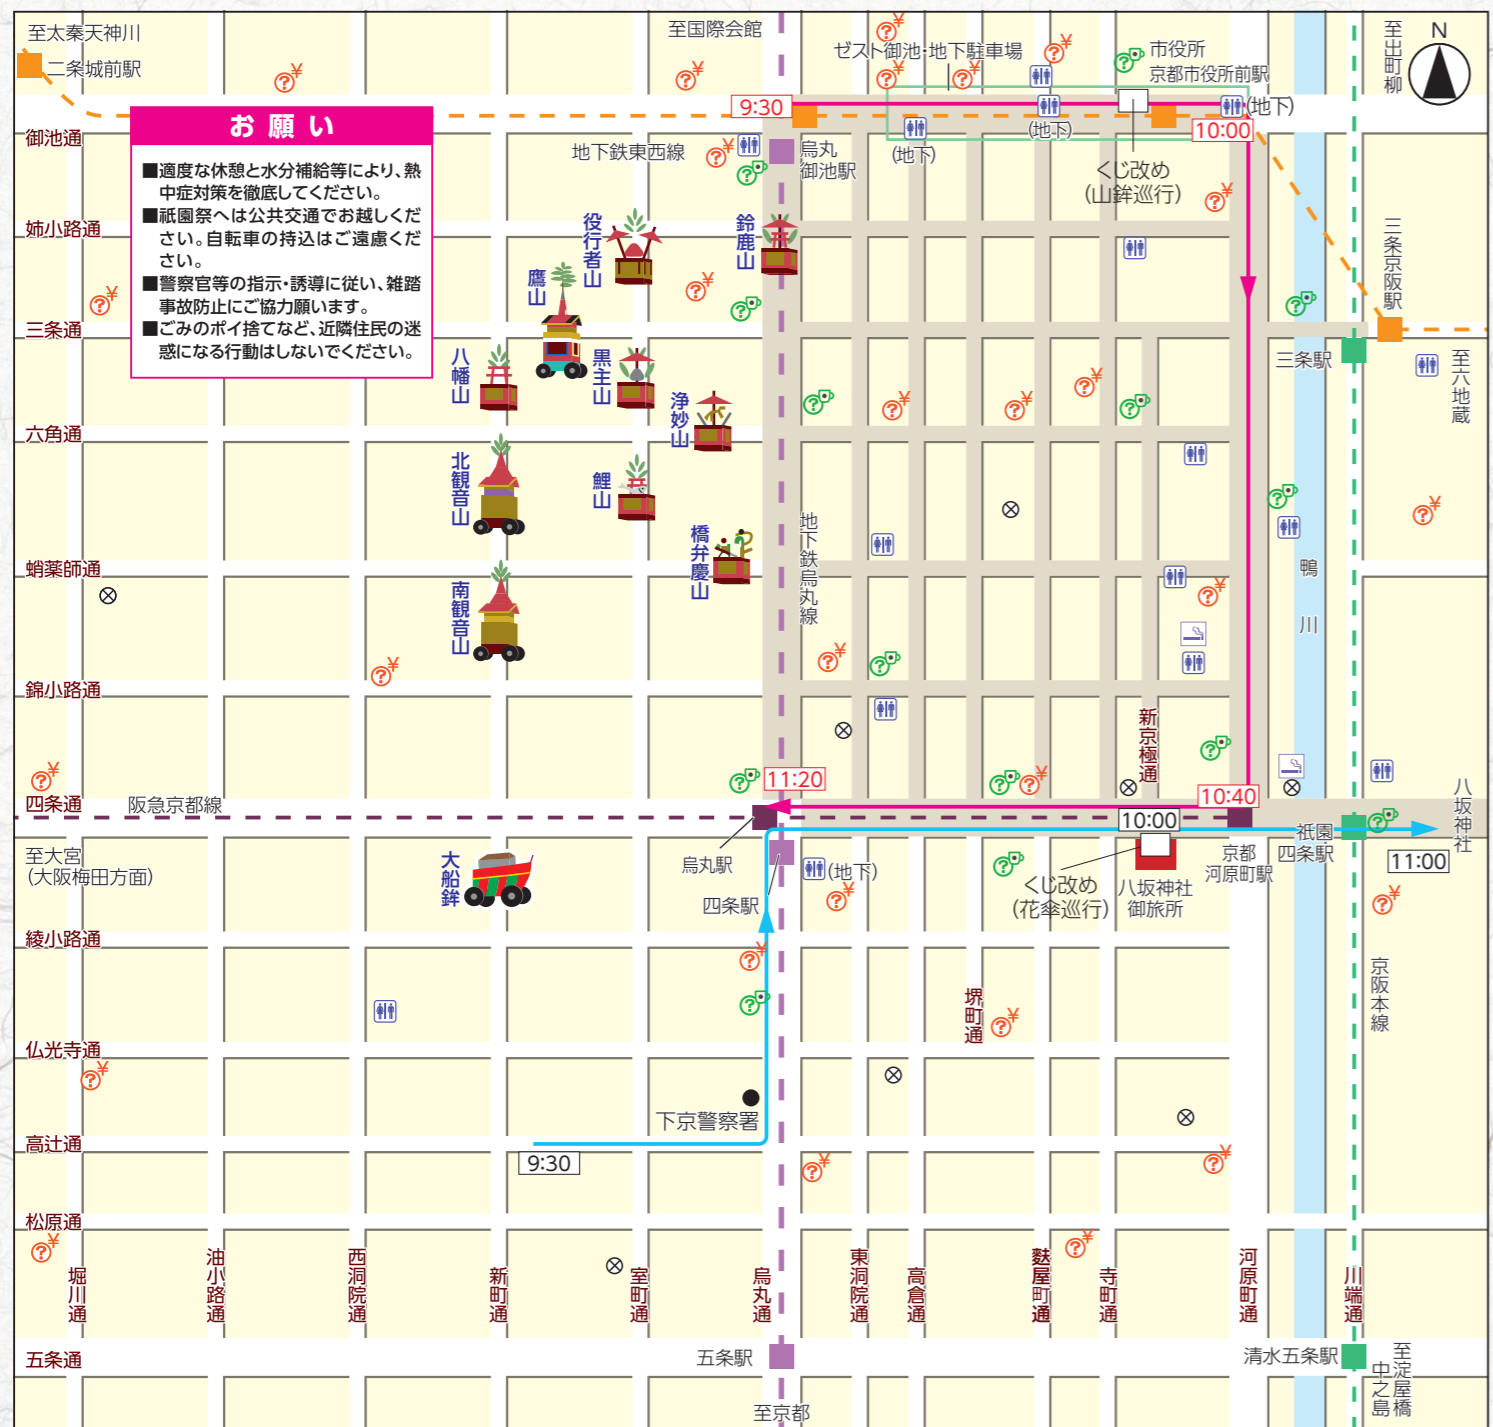 至太秦天神川
二条城前駅
至国際会館
ゼスト御池・地下駐車場
市役所
京都市役所前駅
至出町柳
N
9:30
10:00
(地下)
(地下)
(地下)
くじ改め
(山鉾巡行)
地下鉄東西線
烏丸
御池駅
お願い
■適度な休憩と水分補給等により、熱
中症対策を徹底してください。
■祇園祭へは公共交通でお越しくだ
さい。自転車の持込はご遠慮くだ
さい。
■警察官等の指示・誘導に従い、雑踏
事故防止にご協力願います。
■ごみのポイ捨てなど、近隣住民の迷
惑になる行動はしないでください。
御池通
姉小路通
三条通
六角通
蛸薬師通
錦小路通
四条通
綾小路通
仏光寺通
高辻通
松原通
五条通
役行者山
鈴鹿山
鷹山
八幡山
黒主山
浄妙山
北観音山
鯉山
橋弁慶山
南観音山
大船鉾
地下鉄烏丸線
三条京阪駅
三条駅
至六地蔵
鴨川
新京極通
阪急京都線
11:20
10:40
10:00
11:00
至大宮
(大阪梅田方面)
烏丸駅
四条駅
(地下)
くじ改め
(花傘巡行)
八坂神社
御旅所
京都
河原町駅
祇園
四条駅
八坂神社
京阪本線
堺町通
下京警察署
9:30
堀川通
油小路通
西洞院通
新町通
室町通
烏丸通
東洞院通
高倉通
麩屋町通
寺町通
河原町通
川端通
五条駅
清水五条駅
至淀屋橋
中之島
至京都